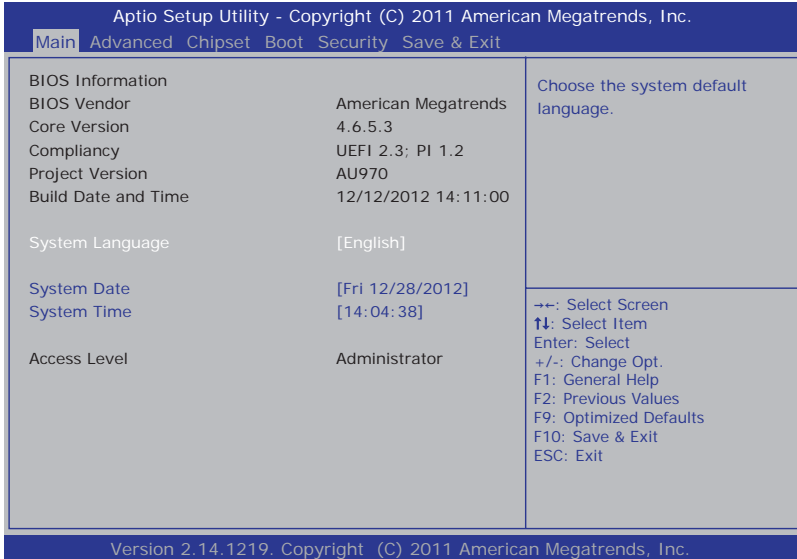 Aptio Setup Utility - Copyright (C) 2011 American Megatrends, Inc.
Main Advanced Chipset Boot Security Save & Exit
BIOS Information
BIOS Vendor American Megatrends
Core Version 4.6.5.3
Compliancy UEFI 2.3; PI 1.2
Project Version AU970
Build Date and Time 12/12/2012 14:11:00
System Language [English]
System Date [Fri 12/28/2012]
System Time [14:04:38]
Access Level Administrator
Choose the system default
language.
→←: Select Screen
↑↓: Select Item
Enter: Select
+/-: Change Opt.
F1: General Help
F2: Previous Values
F9: Optimized Defaults
F10: Save & Exit
ESC: Exit
Version 2.14.1219. Copyright (C) 2011 American Megatrends, Inc.